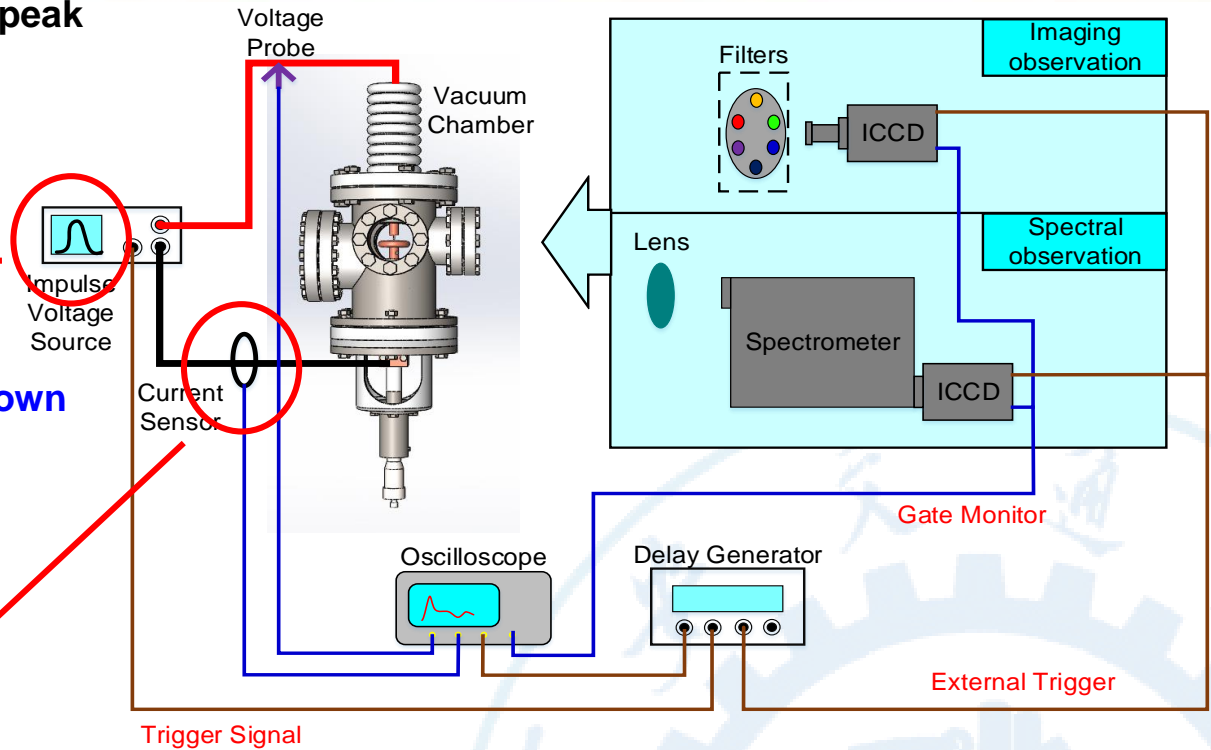 peak
Voltage
Probe
Vacuum
Chamber
Filters
Imaging
observation
ICCD
Lens
Spectral
observation
Spectrometer
ICCD
Impulse
Voltage
Source
Current
Sensor
own
Gate Monitor
Oscilloscope
Delay Generator
External Trigger
Trigger Signal